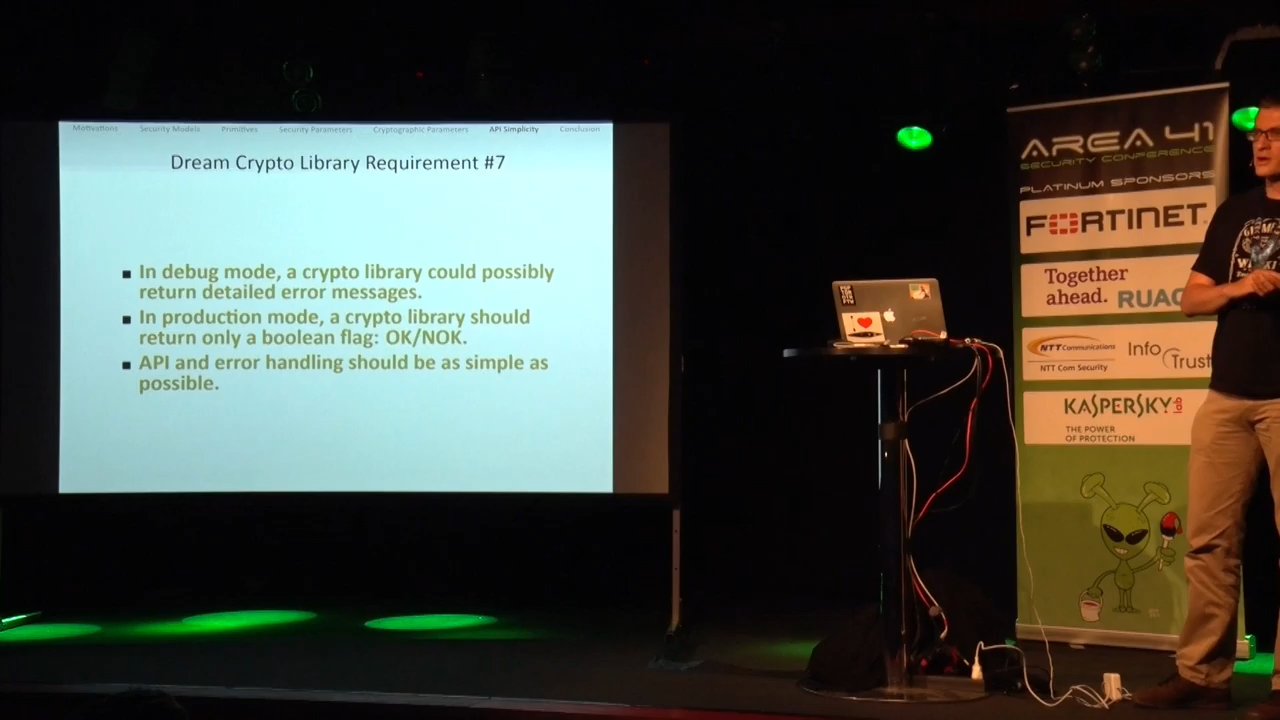 Motivations Security Models Primitives Security Parameters Cryptographic Parameters API Simplicity Conclusion
Dream Crypto Library Requirement #7
In debug mode, a crypto library could possibly
return detailed error messages.
In production mode, a crypto library should
return only a boolean flag: OK/NOK.
API and error handling should be as simple as
possible.
AREA 41
SECURITY CONFERENCE
PLATINUM SPONSORS
FORTINET
Together
ahead. RUAG
NTT Communications
NTT Com Security
Info
Trust
KASPERSKY lab
THE POWER
OF PROTECTION